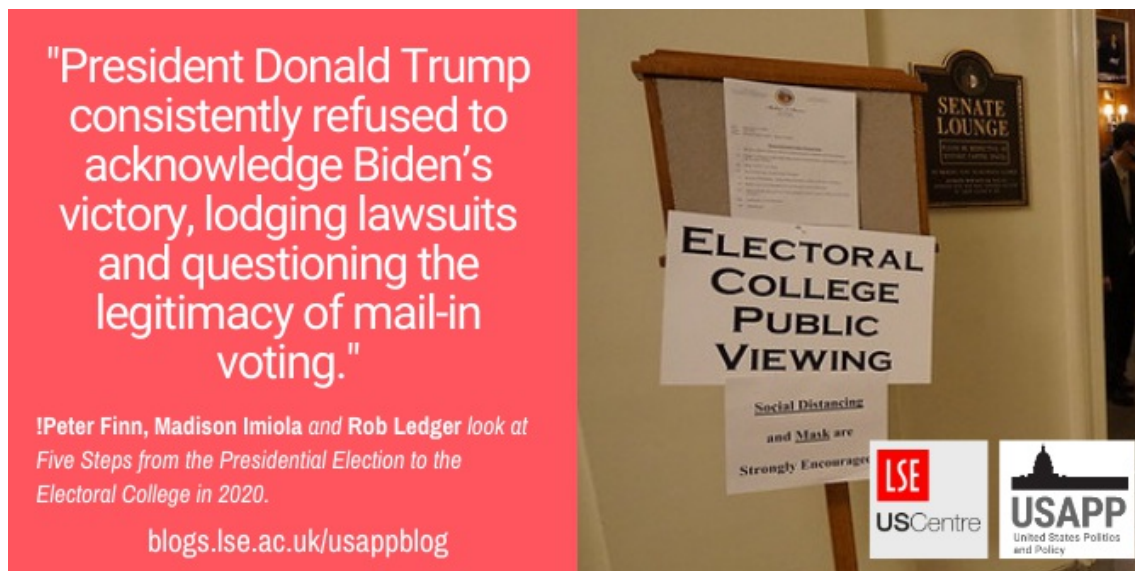 "President Donald Trump
consistently refused to
acknowledge Biden’s
victory, lodging lawsuits
and questioning the
legitimacy of mail-in
voting."
!Peter Finn, Madison Imiola and Rob Ledger look at
Five Steps from the Presidential Election to the
Electoral College in 2020.
blogs.lse.ac.uk/usappblog
SENATE
LOUNGE
ELECTORAL
COLLEGE
PUBLIC
VIEWING
Social Distancing
and Mask are
Strongly Encouraged
LSE
USCentre
USAPP
United States Politics
and Policy